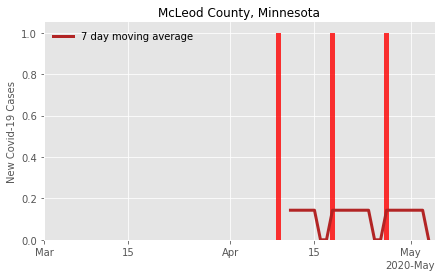 McLeod County, Minnesota
7 day moving average
New Covid-19 Cases
1.0
0.8
0.6
0.4
0.2
0.0
Mar 15 Apr 15 May
2020-May